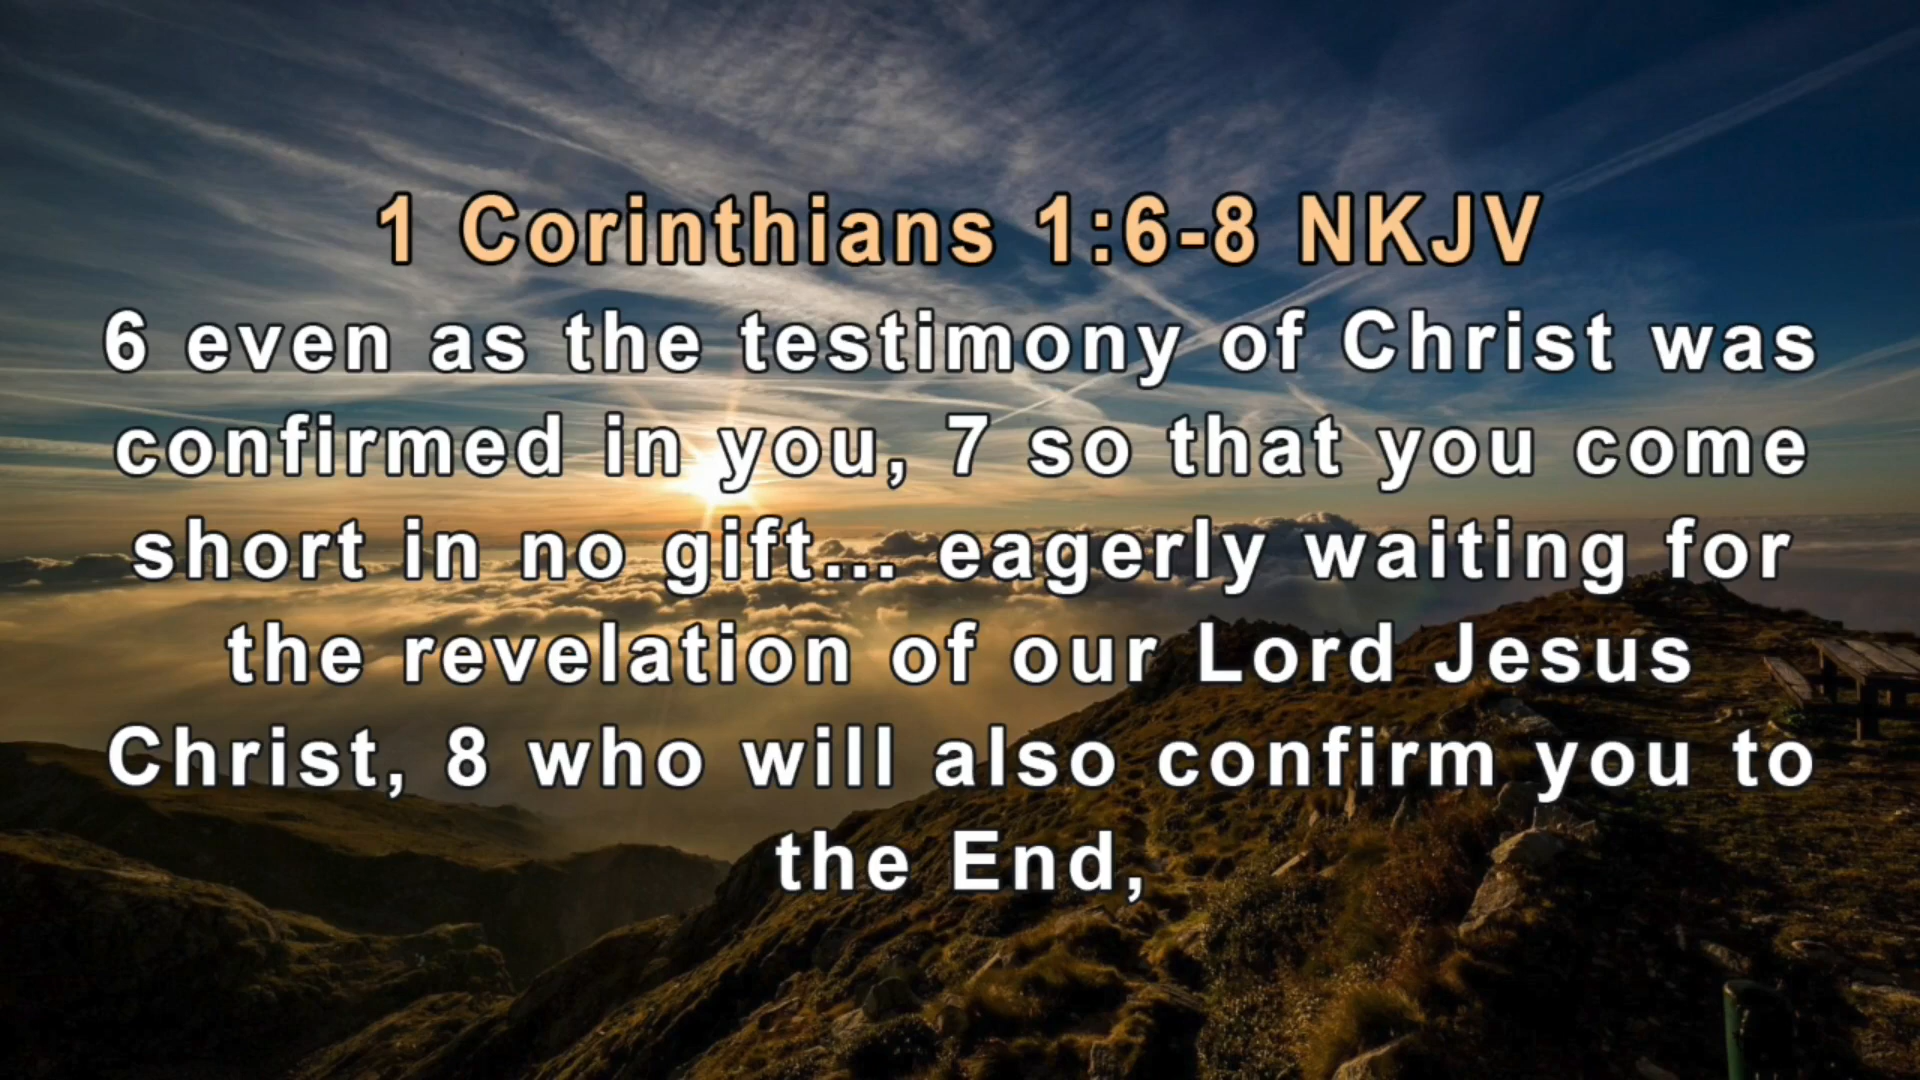 1 Corinthians 1:6-8 NKJV
6 even as the testimony of Christ was
confirmed in you, 7 so that you come
short in no gift... eagerly waiting for
the revelation of our Lord Jesus
Christ, 8 who will also confirm you to
the End,